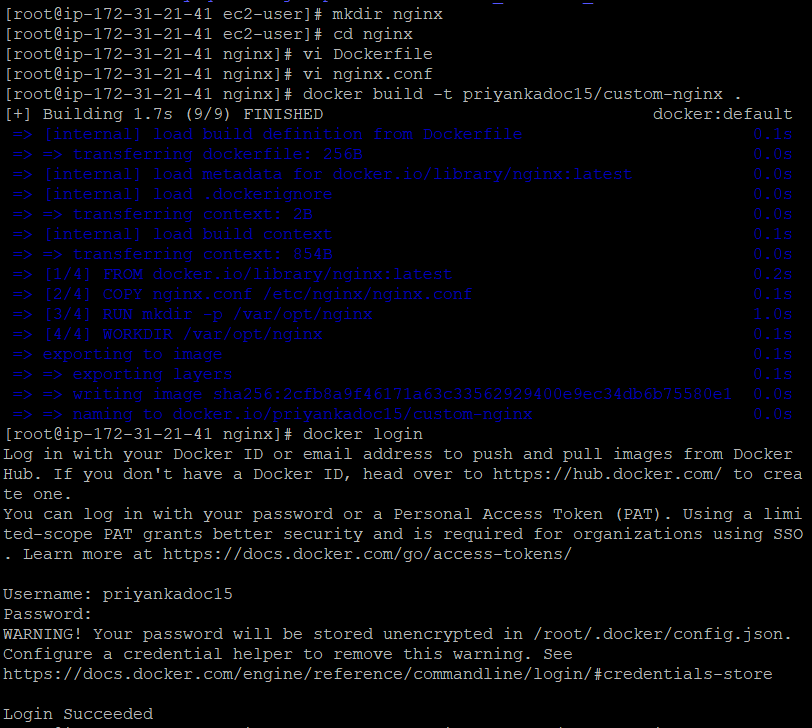 [root@ip-172-31-21-41 ec2-user]# mkdir nginx
[root@ip-172-31-21-41 ec2-user]# cd nginx
[root@ip-172-31-21-41 nginx]# vi Dockerfile
[root@ip-172-31-21-41 nginx]# vi nginx.conf
[root@ip-172-31-21-41 nginx]# docker build -t priyankadoc15/custom-nginx .
[+] Building 1.7s (9/9) FINISHED docker:default
=> [internal] load build definition from Dockerfile 0.1s
=> => transferring dockerfile: 256B 0.0s
=> [internal] load metadata for docker.io/library/nginx:latest 0.0s
=> [internal] load .dockerignore 0.0s
=> => transferring context: 2B 0.0s
=> [internal] load build context 0.1s
=> => transferring context: 854B 0.0s
=> [1/4] FROM docker.io/library/nginx:latest 0.2s
=> [2/4] COPY nginx.conf /etc/nginx/nginx.conf 0.1s
=> [3/4] RUN mkdir -p /var/opt/nginx 1.0s
=> [4/4] WORKDIR /var/opt/nginx 0.1s
=> exporting to image 0.1s
=> => exporting layers 0.1s
=> => writing image sha256:2cfb8a9f46171a63c33562929400e9ec34db6b75580e1 0.0s
=> => naming to docker.io/priyankadoc15/custom-nginx 0.0s
[root@ip-172-31-21-41 nginx]# docker login
Log in with your Docker ID or email address to push and pull images from Docker
Hub. If you don't have a Docker ID, head over to https://hub.docker.com/ to crea
te one.
You can log in with your password or a Personal Access Token (PAT). Using a limi
ted-scope PAT grants better security and is required for organizations using SSO
. Learn more at https://docs.docker.com/go/access-tokens/
Username: priyankadoc15
Password:
WARNING! Your password will be stored unencrypted in /root/.docker/config.json.
Configure a credential helper to remove this warning. See
https://docs.docker.com/engine/reference/commandline/login/#credentials-store
Login Succeeded